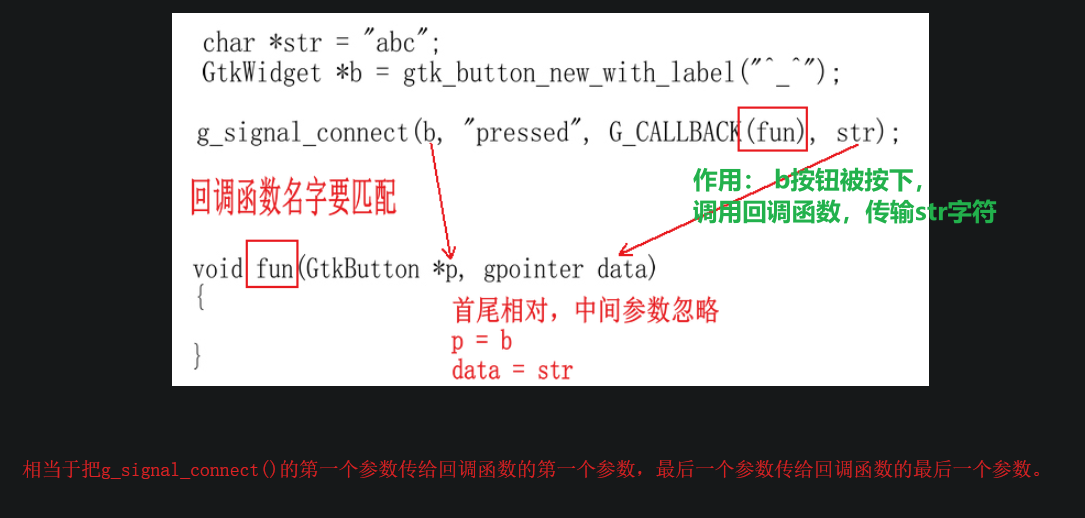 char *str = "abc";
GtkWidget *b = gtk_button_new_with_label("^_^");
g_signal_connect(b, "pressed", G_CALLBACK(fun), str);
回调函数名字要匹配
作用： b按钮被按下，
调用回调函数，传输str字符
void fun(GtkButton *p, gpointer data)
{
首尾相对，中间参数忽略
p = b
}
data = str
相当于把g_signal_connect()的第一个参数传给回调函数的第一个参数，最后一个参数传给回调函数的最后一个参数。